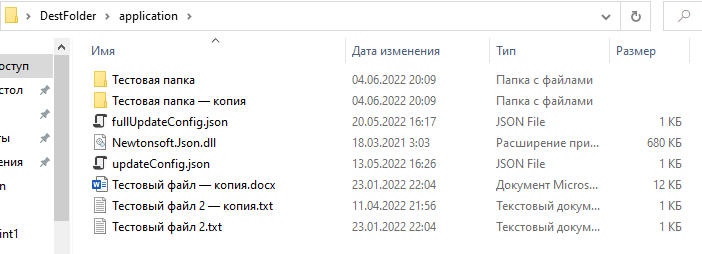 DestFolder › application ›
Имя Дата изменения Тип Размер
оступ
Тестовая папка 04.06.2022 20:09 Папка с файлами
стол
Тестовая папка — копия 04.06.2022 20:09 Папка с файлами
fullUpdateConfig.json 20.05.2022 16:17 JSON File 1 КБ
ты
Newtonsoft.Json.dll 18.03.2021 3:03 Расширение при... 680 КБ
ения
updateConfig.json 13.05.2022 16:26 JSON File 1 КБ
Тестовый файл — копия.docx 23.01.2022 22:04 Документ Micros... 12 КБ
Тестовый файл 2 — копия.txt 11.04.2022 21:56 Текстовый докум... 1 КБ
Тестовый файл 2.txt 23.01.2022 22:04 Текстовый докум... 1 КБ
int1